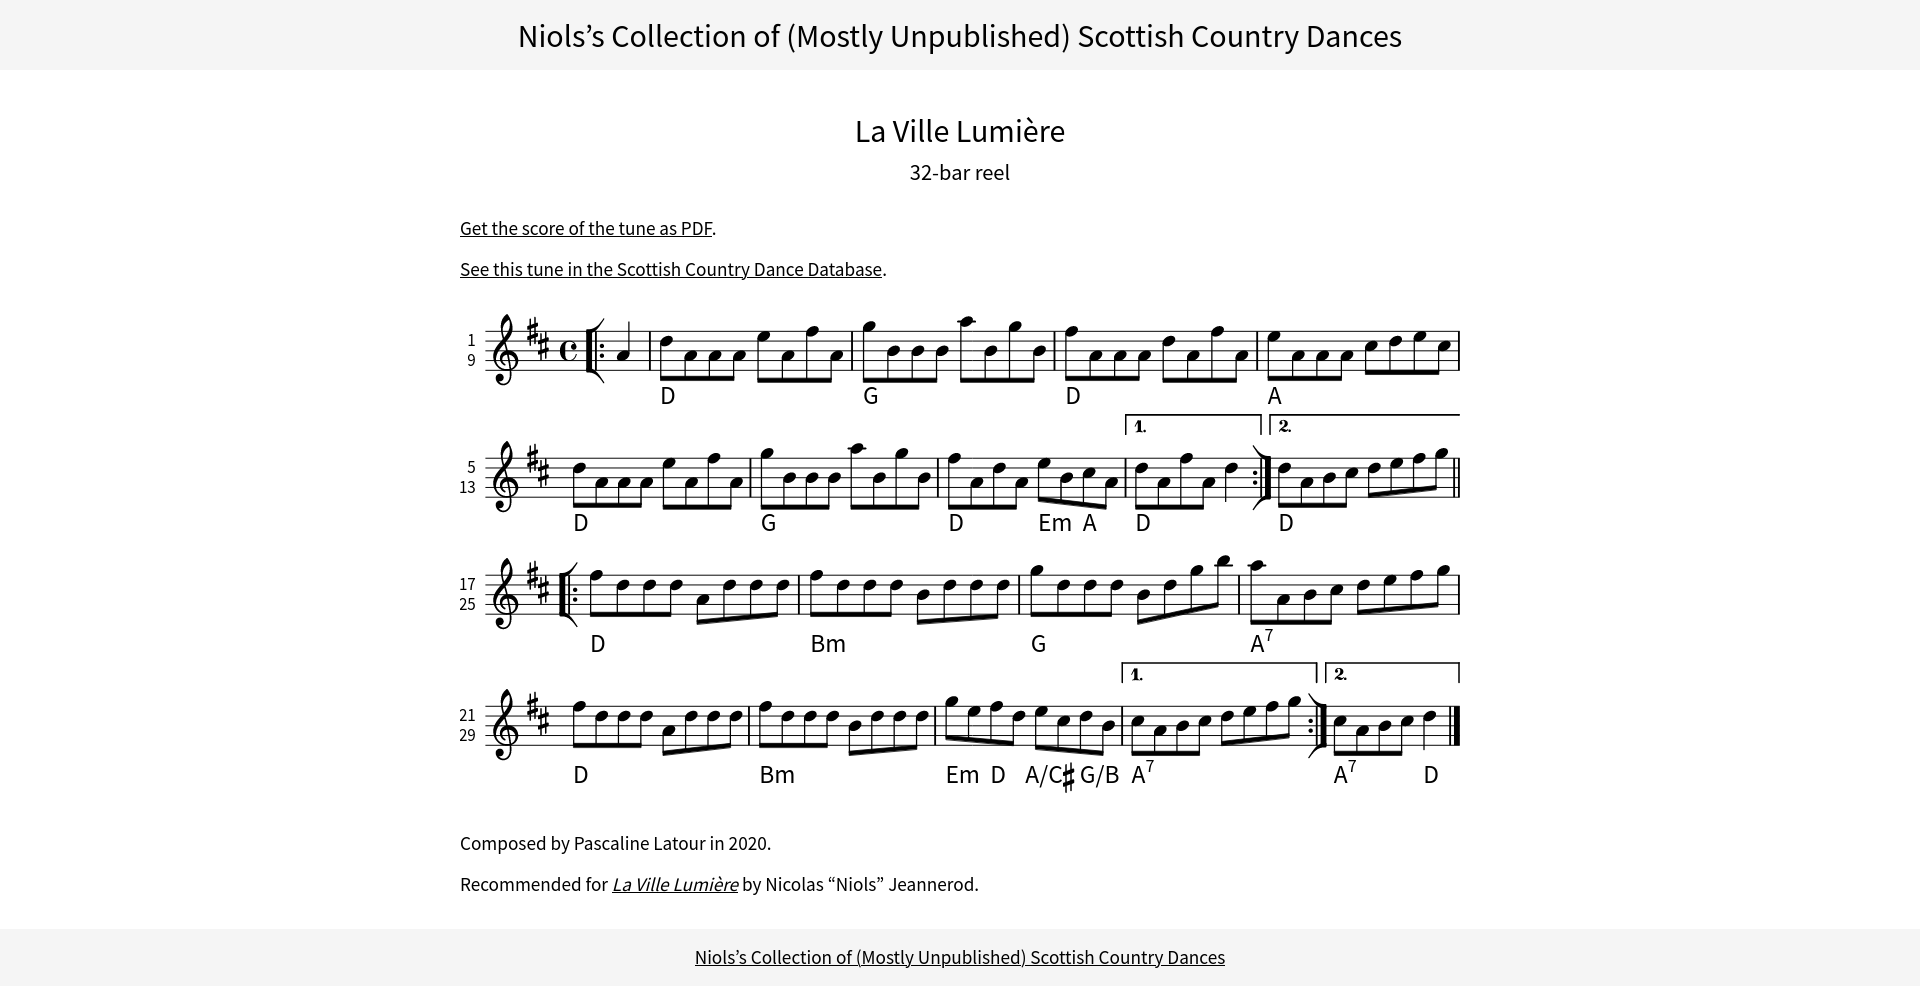 Niols’s Collection of (Mostly Unpublished) Scottish Country Dances
La Ville Lumière
32-bar reel
Get the score of the tune as PDF.
See this tune in the Scottish Country Dance Database.
1
9
D G D A
1. 2.
5
13
D G D Em A D D
17
25
D Bm G A7
1. 2.
21
29
D Bm Em D A/C♯ G/B A7 A7 D
Composed by Pascaline Latour in 2020.
Recommended for La Ville Lumière by Nicolas “Niols” Jeannerod.
Niols’s Collection of (Mostly Unpublished) Scottish Country Dances